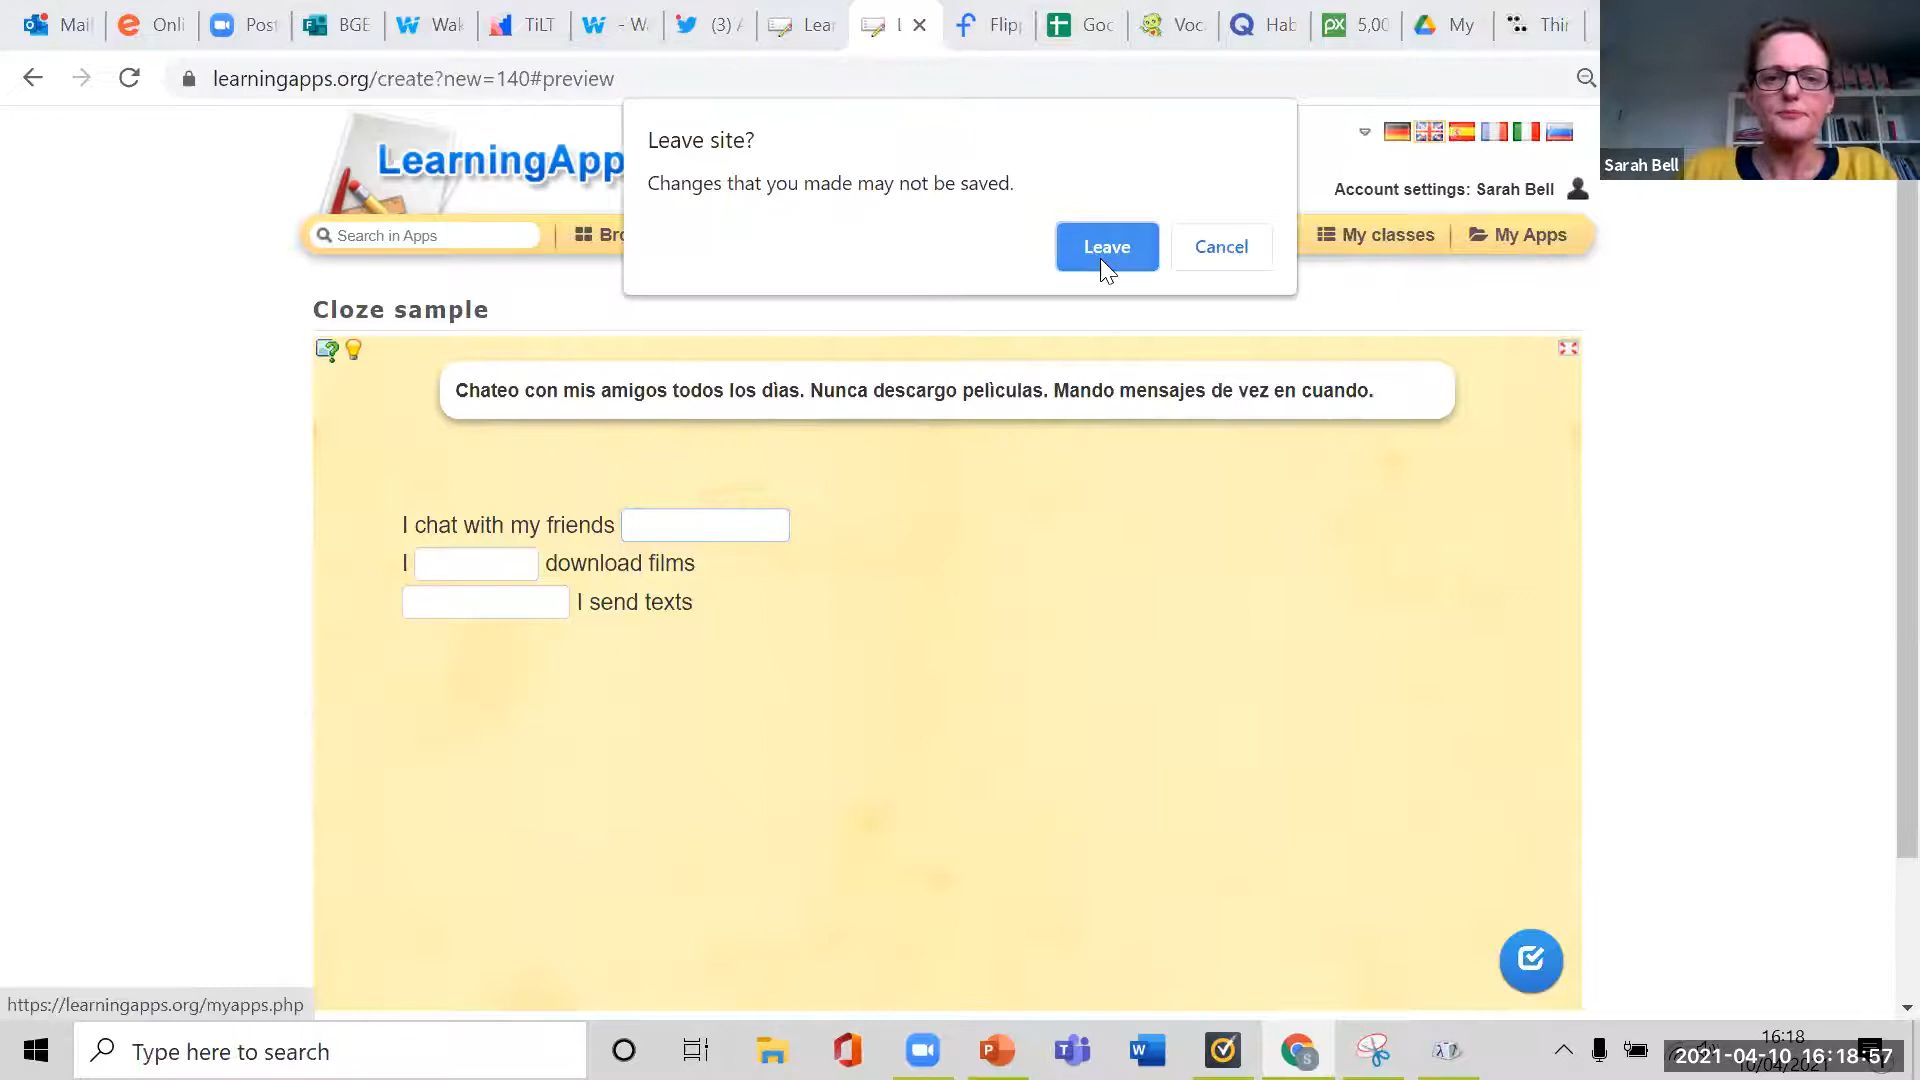 Mail
Onli
Post
BGE
Wak
TiLT
- W
(3) /
Lear
Flip
Goo
Voc
Hab
5,00
My
Thir
learningapps.org/create?new=140#preview
Leave site?
Changes that you made may not be saved.
Leave
Cancel
Sarah Bell
LearningApp
Account settings: Sarah Bell
Search in Apps
Bro
My classes
My Apps
Cloze sample
Chateo con mis amigos todos los dìas. Nunca descargo pelìculas. Mando mensajes de vez en cuando.
I chat with my friends
I download films
I send texts
https://learningapps.org/myapps.php
Type here to search
16:18
2021-04-10 16:18:57